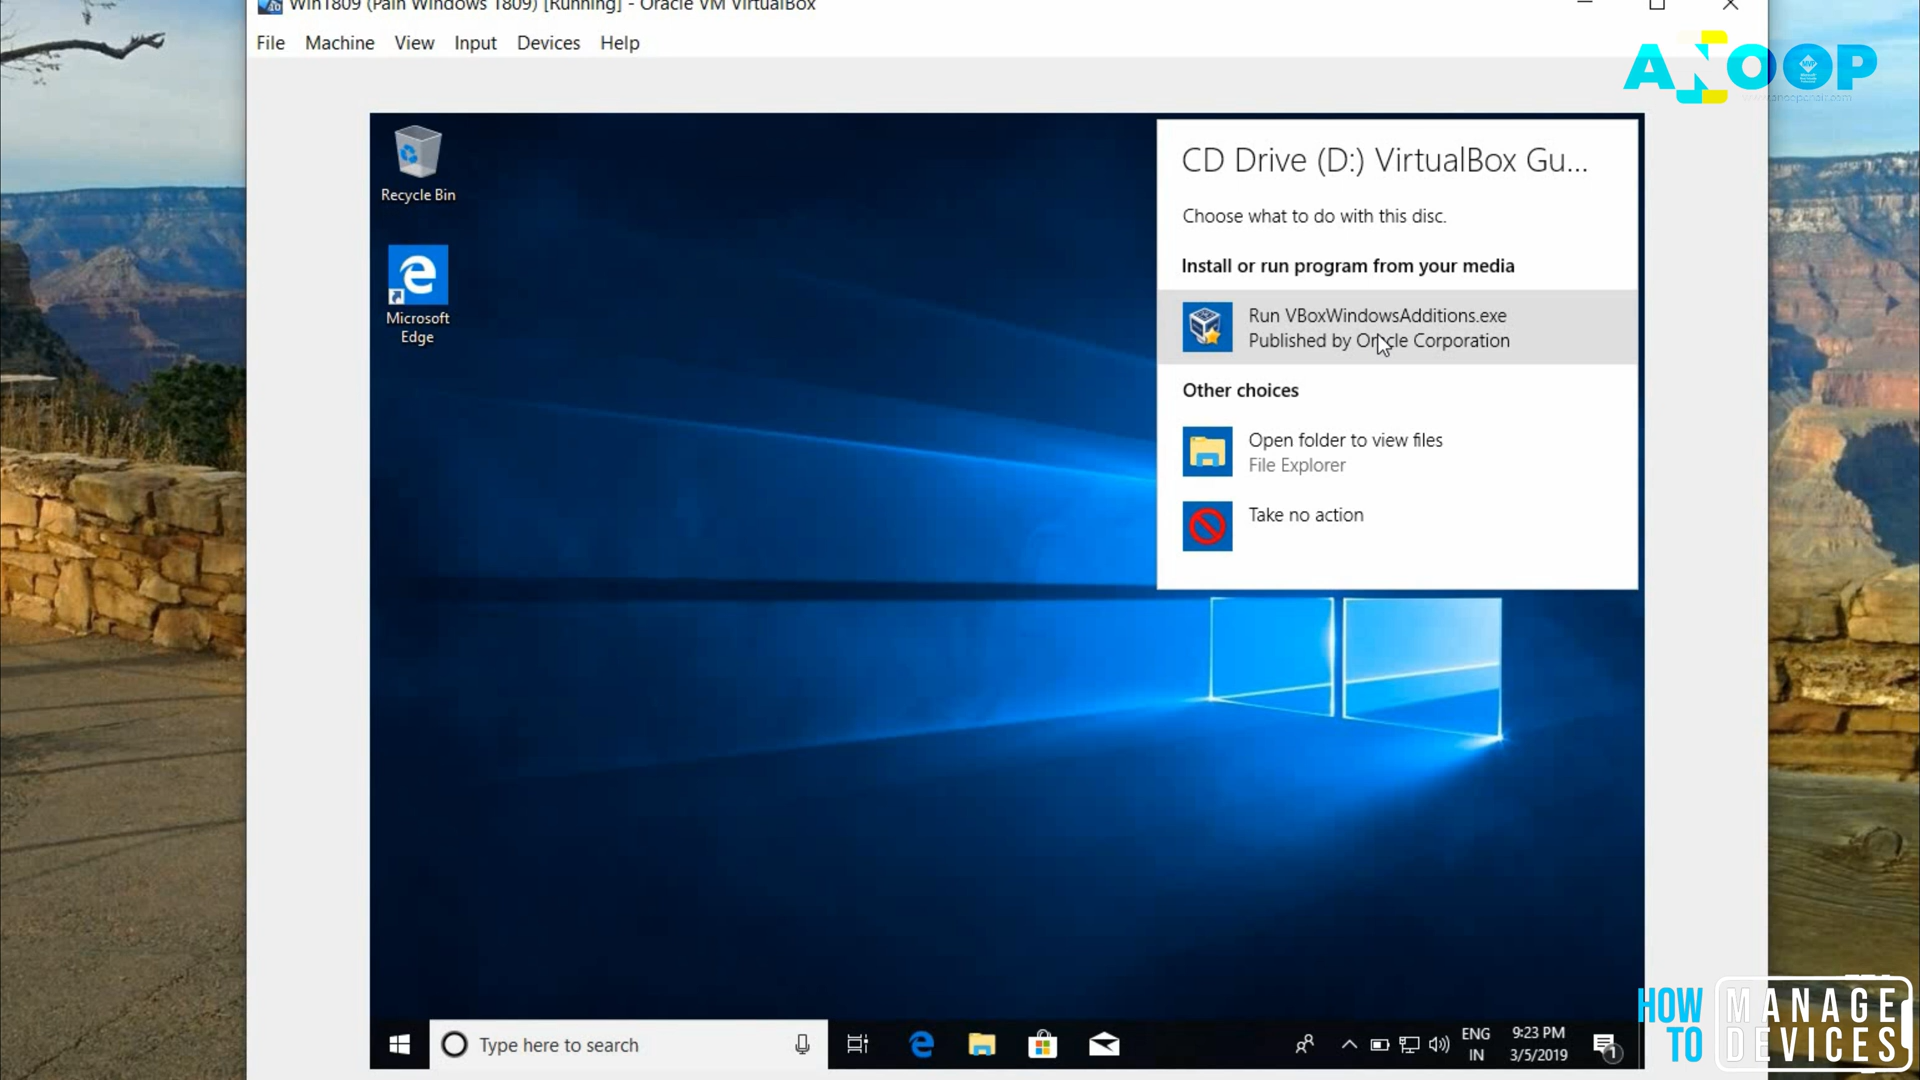 Win1809 (Pain Windows 1809) [Running] - Oracle VM VirtualBox
File Machine View Input Devices Help
ANOOP
Recycle Bin
Microsoft
Edge
CD Drive (D:) VirtualBox Gu...
Choose what to do with this disc.
Install or run program from your media
Run VBoxWindowsAdditions.exe
Published by Oracle Corporation
Other choices
Open folder to view files
File Explorer
Take no action
Type here to search
ENG
IN
9:23 PM
3/5/2019
1
HOW
TO
MANAGE
DEVICES